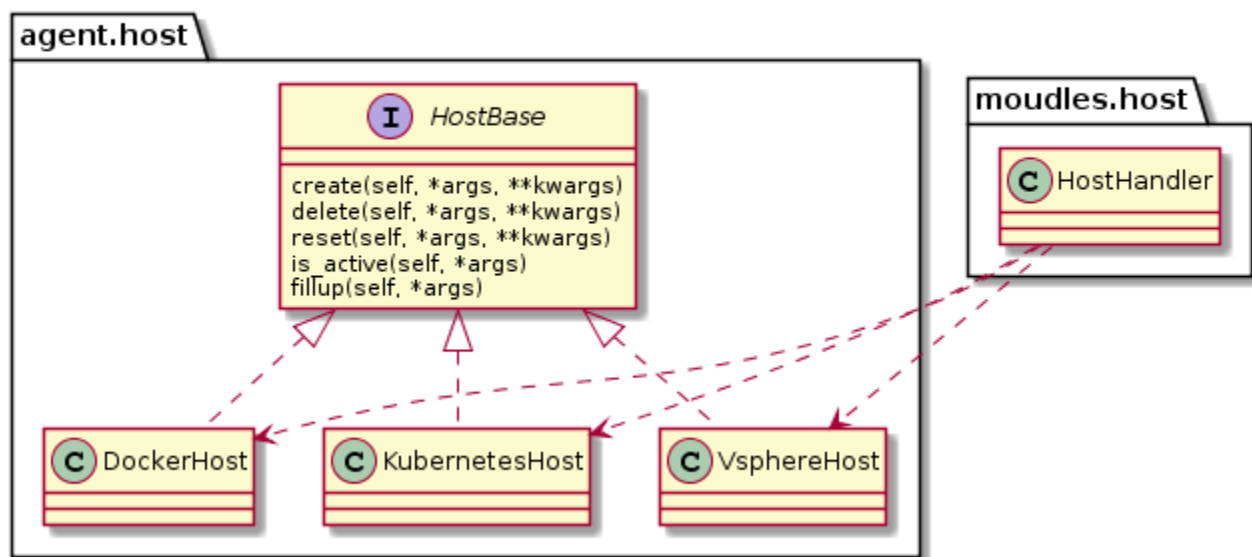 agent.host
I HostBase
create(self, *args, **kwargs)
delete(self, *args, **kwargs)
reset(self, *args, **kwargs)
is_active(self, *args)
fillup(self, *args)
moudles.host
C HostHandler
C DockerHost
C KubernetesHost
C VsphereHost